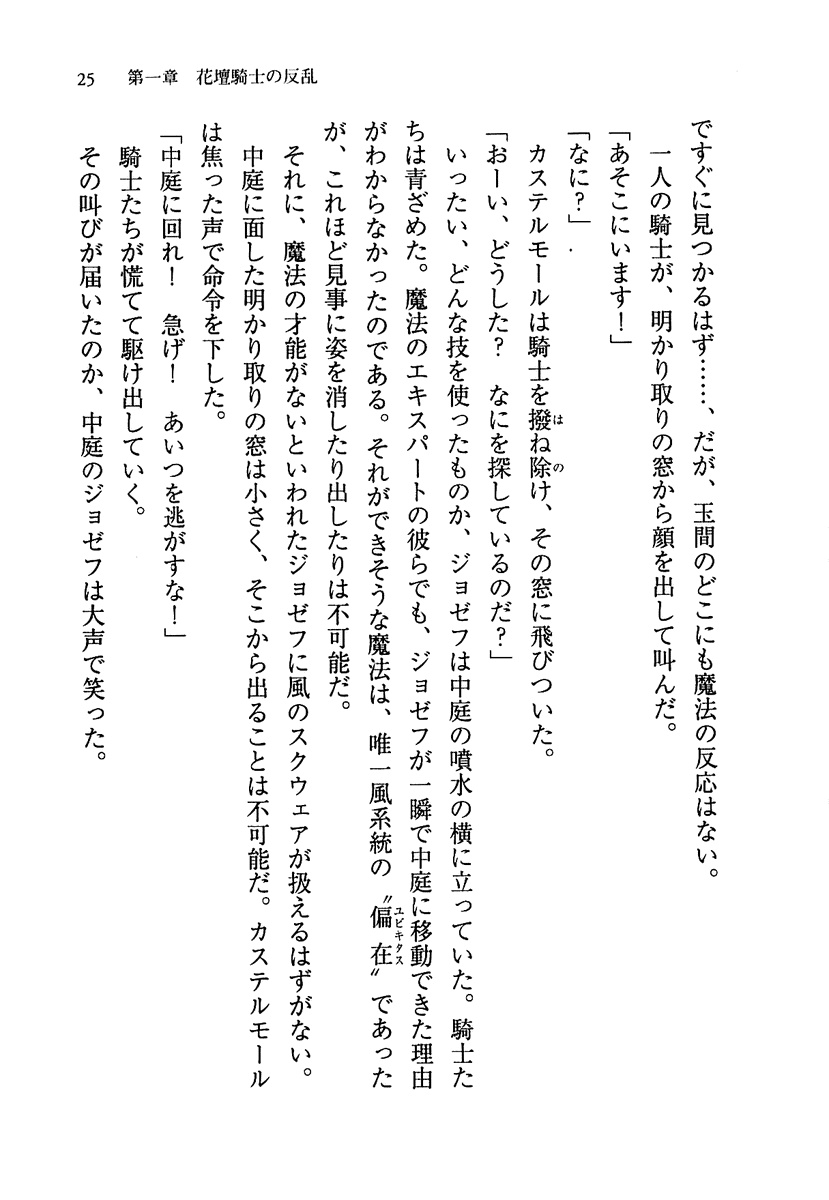 25　第一章　花壇騎士の反乱
ですぐに見つかるはず……、だが、玉間のどこにも魔法の反応はない。
　一人の騎士が、明かり取りの窓から顔を出して叫んだ。
「あそこにいます！」
「なに？」
　カステルモールは騎士を撥ね除け、その窓に飛びついた。
「おーい、どうした？　なにを探しているのだ？」
　いったい、どんな技を使ったものか、ジョゼフは中庭の噴水の横に立っていた。騎士た
ちは青ざめた。魔法のエキスパートの彼らでも、ジョゼフが一瞬で中庭に移動できた理由
がわからなかったのである。それができそうな魔法は、唯一風系統の〝偏在〟であった
が、これほど見事に姿を消したり出したりは不可能だ。
　それに、魔法の才能がないといわれたジョゼフに風のスクウェアが扱えるはずがない。
　中庭に面した明かり取りの窓は小さく、そこから出ることは不可能だ。カステルモール
は焦った声で命令を下した。
「中庭に回れ！　急げ！　あいつを逃がすな！」
　騎士たちが慌てて駆け出していく。
　その叫びが届いたのか、中庭のジョゼフは大声で笑った。